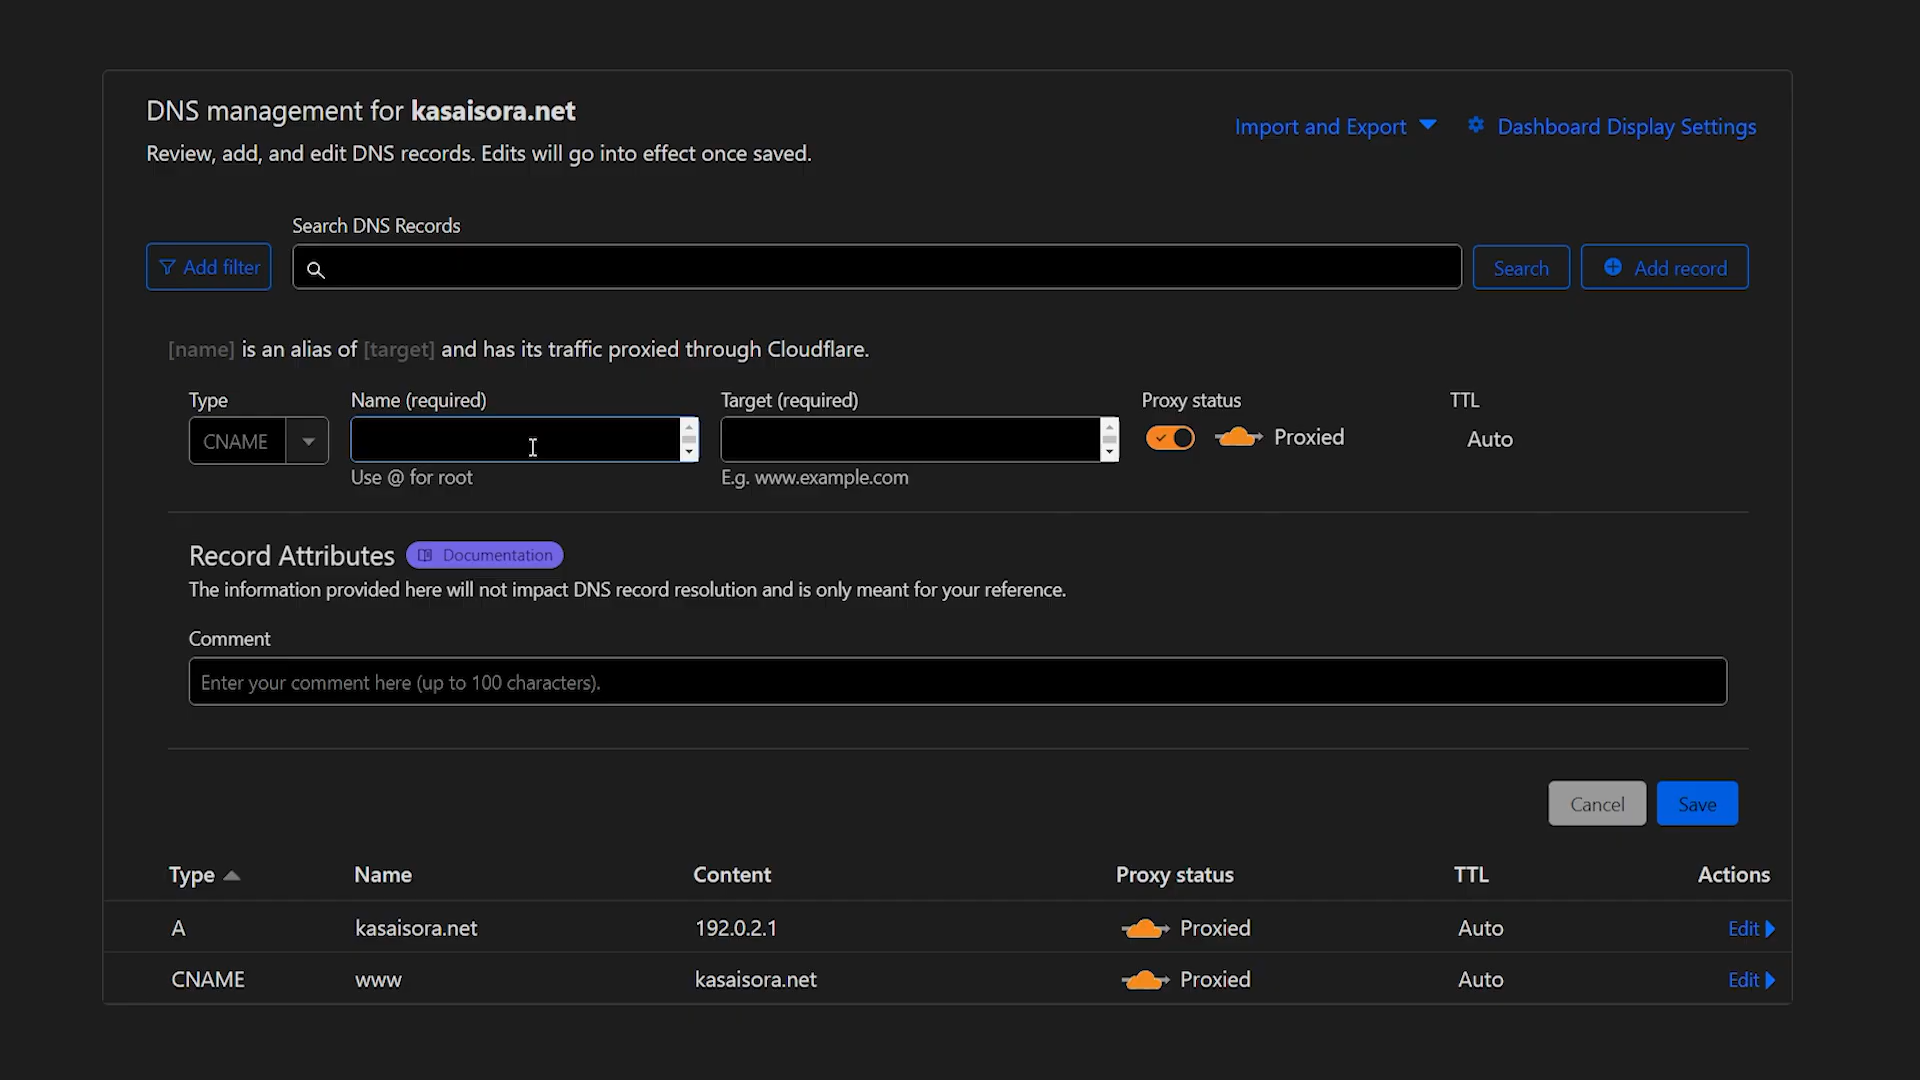 DNS management for kasaisora.net
Review, add, and edit DNS records. Edits will go into effect once saved.
Import and Export
Dashboard Display Settings
Search DNS Records
Add filter
Search
Add record
[name] is an alias of [target] and has its traffic proxied through Cloudflare.
Type
Name (required)
Target (required)
Proxy status
TTL
CNAME
Proxied
Auto
Use @ for root
E.g. www.example.com
Record Attributes
Documentation
The information provided here will not impact DNS record resolution and is only meant for your reference.
Comment
Enter your comment here (up to 100 characters).
Cancel
Save
Type Name Content Proxy status TTL Actions
A kasaisora.net 192.0.2.1 Proxied Auto Edit
CNAME www kasaisora.net Proxied Auto Edit